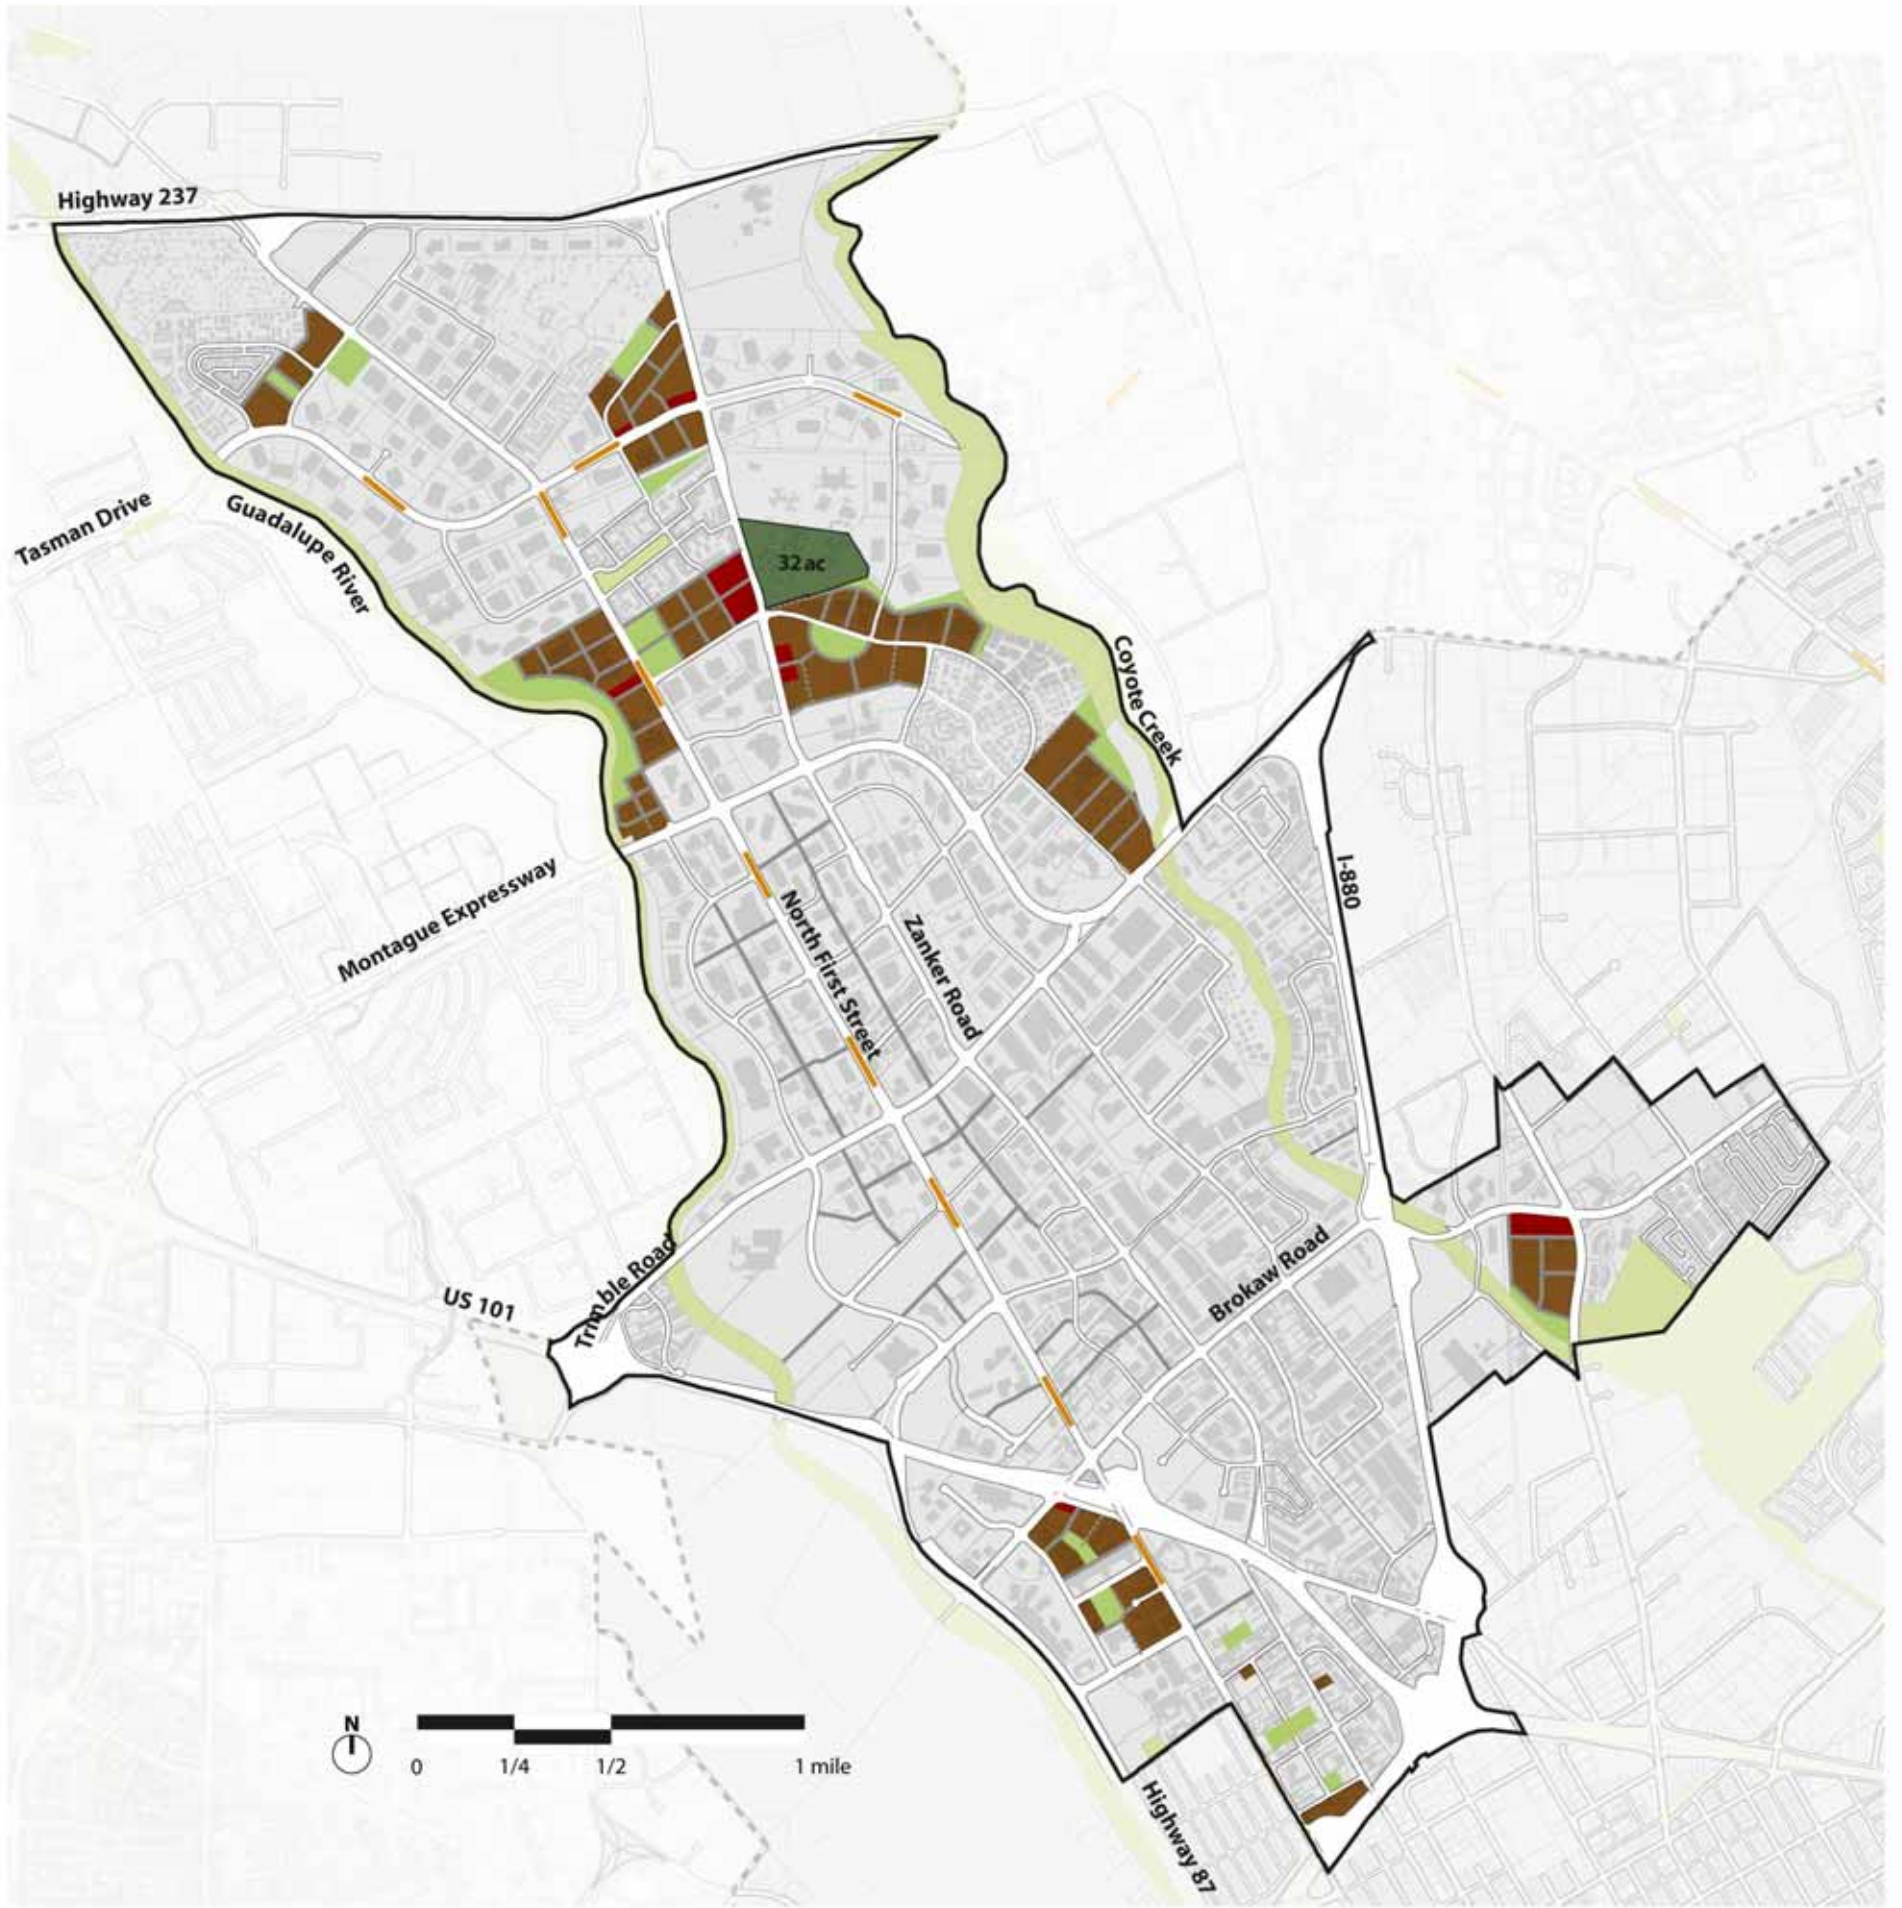 Highway 237
Tasman Drive
Guadalupe River
32 ac
Coyote Creek
I-880
Montague Expressway
North First Street
Zanker Road
Trimble Road
US 101
Brokaw Road
N
0 1/4 1/2 1 mile
Highway 87